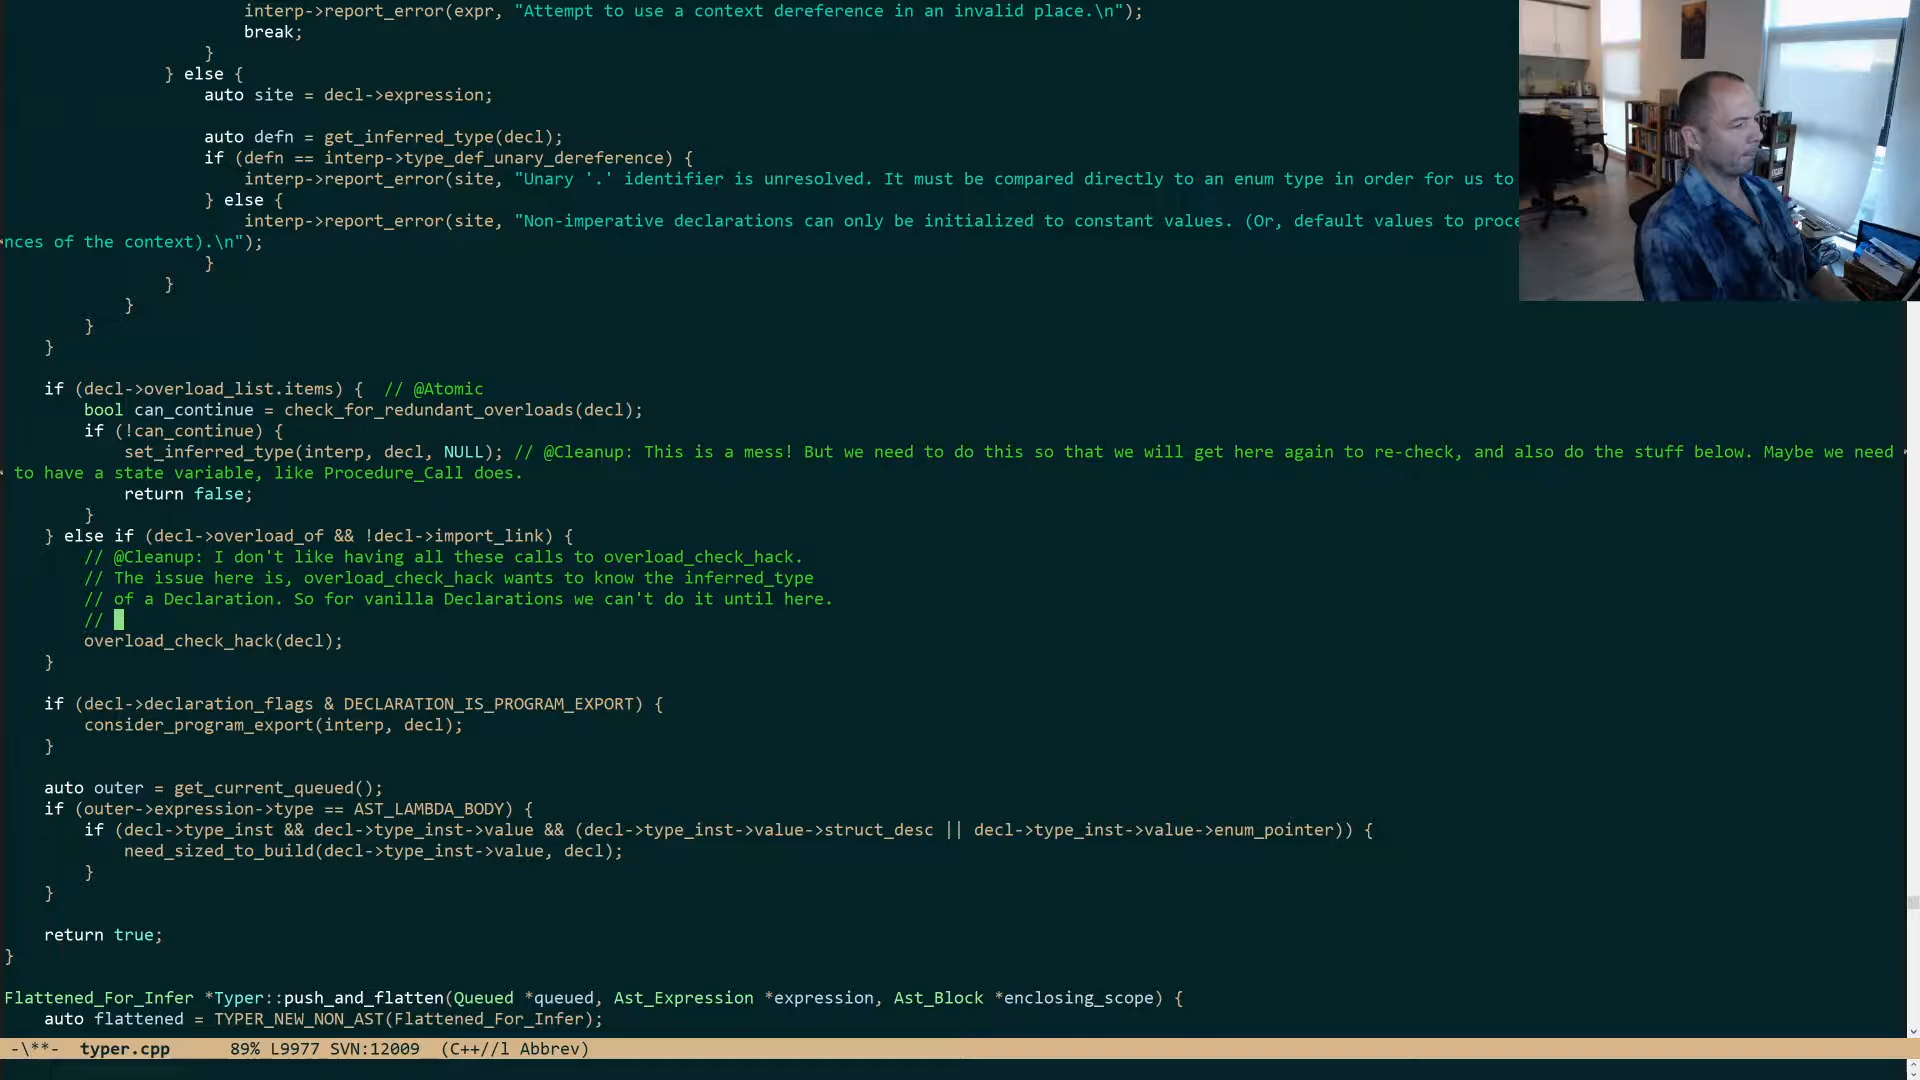 interp->report_error(expr, "Attempt to use a context dereference in an invalid place.\n");
break;
}
} else {
auto site = decl->expression;
auto defn = get_inferred_type(decl);
if (defn == interp->type_def_unary_dereference) {
interp->report_error(site, "Unary '.' identifier is unresolved. It must be compared directly to an enum type in order for us to
} else {
interp->report_error(site, "Non-imperative declarations can only be initialized to constant values. (Or, default values to proce
nces of the context).\n");
}
}
}
}
}
if (decl->overload_list.items) {  // @Atomic
bool can_continue = check_for_redundant_overloads(decl);
if (!can_continue) {
set_inferred_type(interp, decl, NULL); // @Cleanup: This is a mess! But we need to do this so that we will get here again to re-check, and also do the stuff below. Maybe we need
to have a state variable, like Procedure_Call does.
return false;
}
} else if (decl->overload_of && !decl->import_link) {
// @Cleanup: I don't like having all these calls to overload_check_hack.
// The issue here is, overload_check_hack wants to know the inferred_type
// of a Declaration. So for vanilla Declarations we can't do it until here.
//
overload_check_hack(decl);
}
if (decl->declaration_flags & DECLARATION_IS_PROGRAM_EXPORT) {
consider_program_export(interp, decl);
}
auto outer = get_current_queued();
if (outer->expression->type == AST_LAMBDA_BODY) {
if (decl->type_inst && decl->type_inst->value && (decl->type_inst->value->struct_desc || decl->type_inst->value->enum_pointer)) {
need_sized_to_build(decl->type_inst->value, decl);
}
}
return true;
}
Flattened_For_Infer *Typer::push_and_flatten(Queued *queued, Ast_Expression *expression, Ast_Block *enclosing_scope) {
auto flattened = TYPER_NEW_NON_AST(Flattened_For_Infer);
-\**-  typer.cpp      89% L9977 SVN:12009  (C++//l Abbrev)